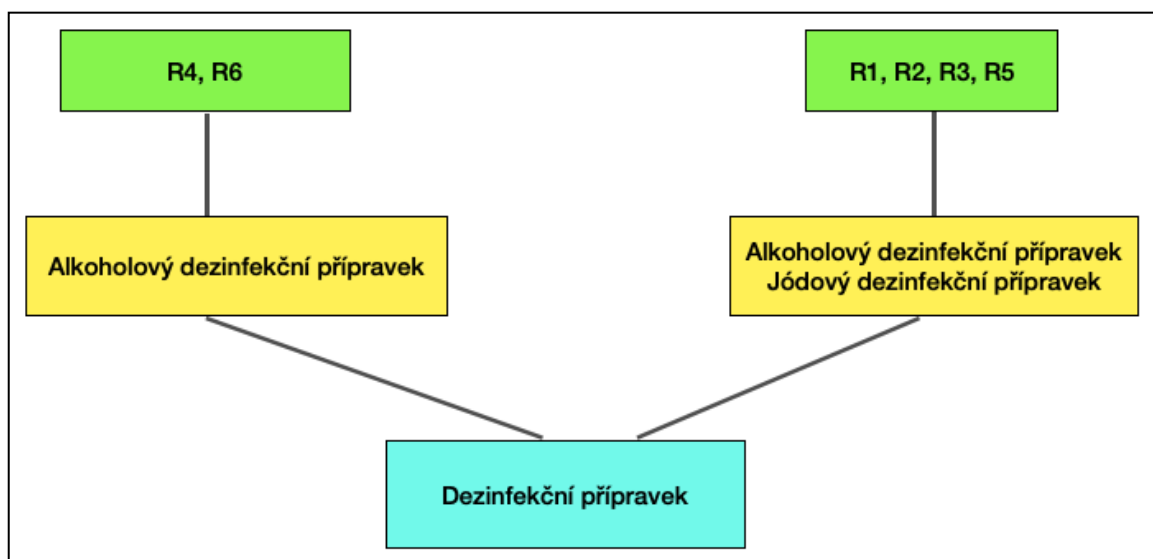 R4, R6
R1, R2, R3, R5
Alkoholový dezinfekční přípravek
Alkoholový dezinfekční přípravek
Jódový dezinfekční přípravek
Dezinfekční přípravek